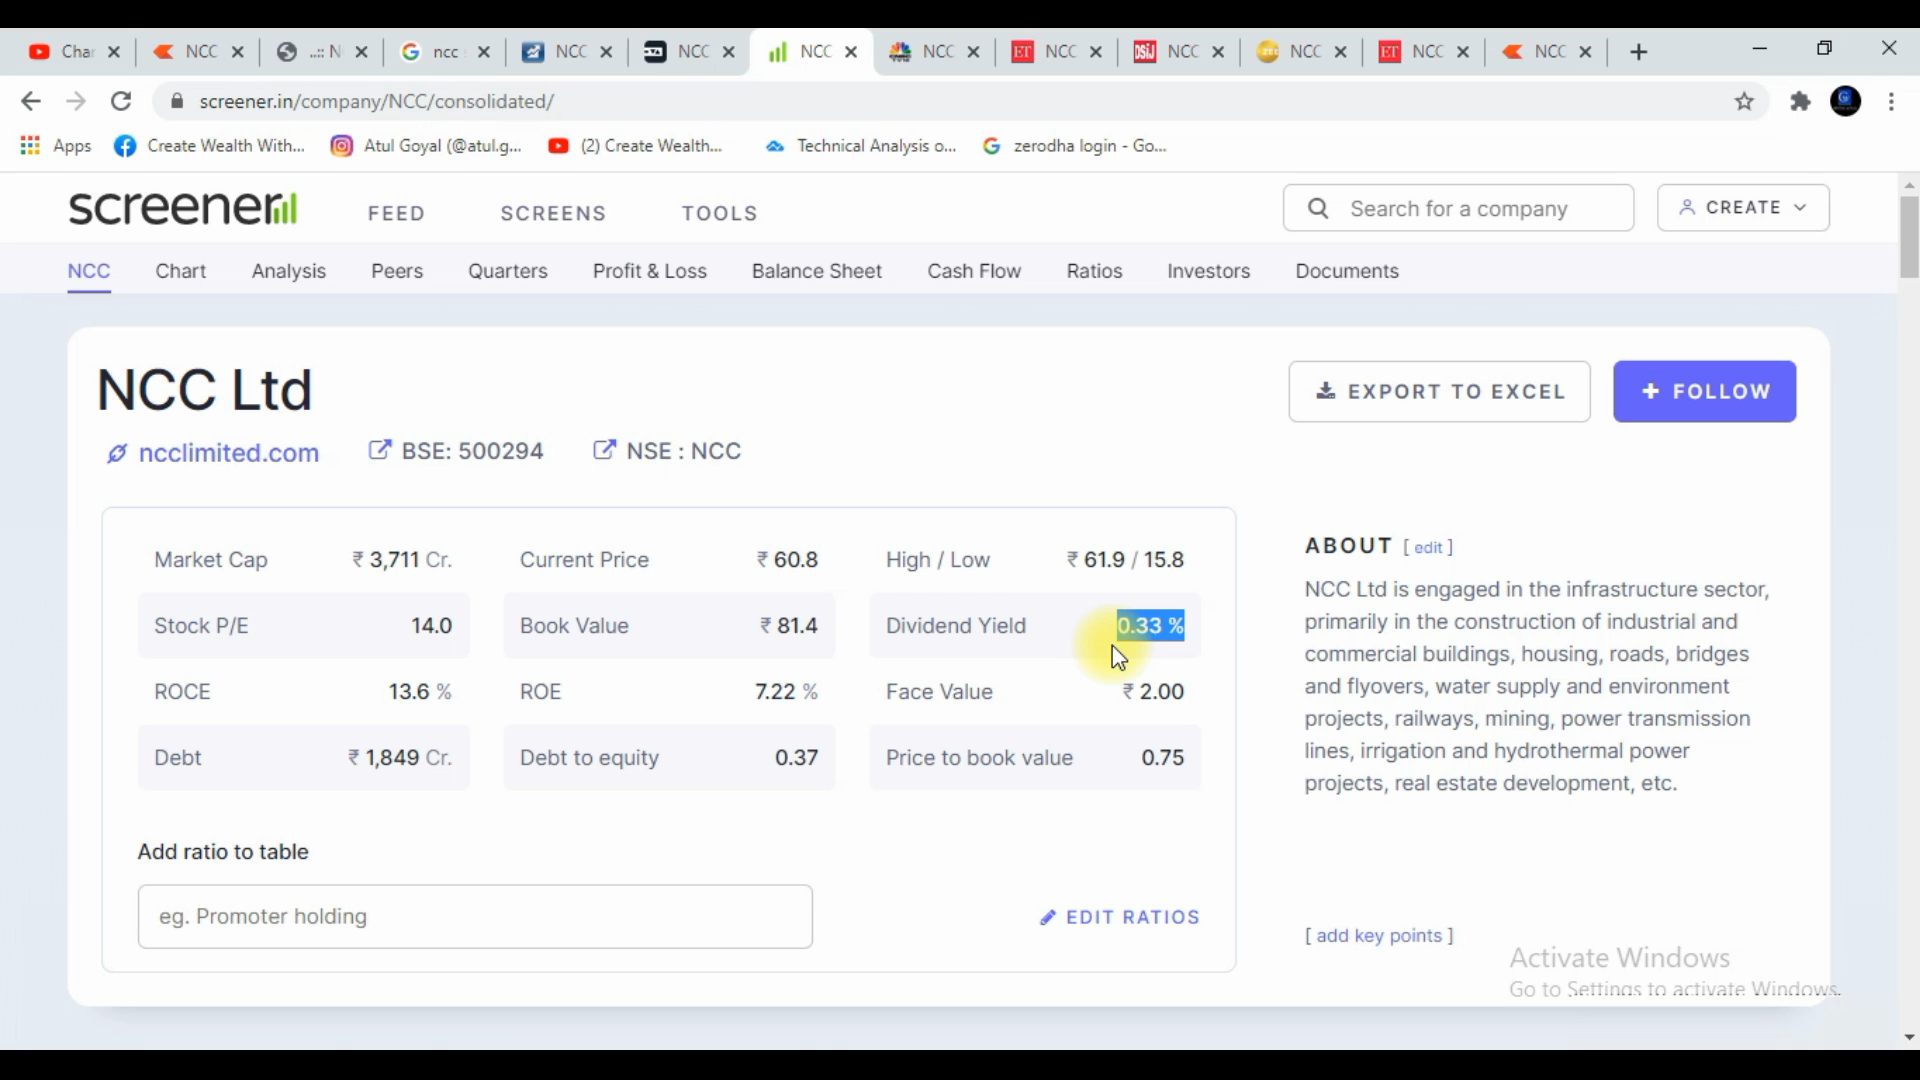 Char NCC ..:: N ncc NCC NCC NCC NCC NCC NCC NCC NCC NCC
screener.in/company/NCC/consolidated/
Apps Create Wealth With... Atul Goyal (@atul.g... (2) Create Wealth... Technical Analysis o... zerodha login - Go...
screener FEED SCREENS TOOLS Search for a company CREATE
NCC Chart Analysis Peers Quarters Profit & Loss Balance Sheet Cash Flow Ratios Investors Documents
NCC Ltd
EXPORT TO EXCEL + FOLLOW
ncclimited.com BSE: 500294 NSE : NCC
Market Cap ₹ 3,711 Cr. Current Price ₹ 60.8 High / Low ₹ 61.9 / 15.8
Stock P/E 14.0 Book Value ₹ 81.4 Dividend Yield 0.33 %
ROCE 13.6 % ROE 7.22 % Face Value ₹ 2.00
Debt ₹ 1,849 Cr. Debt to equity 0.37 Price to book value 0.75
Add ratio to table
eg. Promoter holding
EDIT RATIOS
ABOUT [ edit ]
NCC Ltd is engaged in the infrastructure sector,
primarily in the construction of industrial and
commercial buildings, housing, roads, bridges
and flyovers, water supply and environment
projects, railways, mining, power transmission
lines, irrigation and hydrothermal power
projects, real estate development, etc.
[ add key points ]
Activate Windows
Go to Settings to activate Windows.